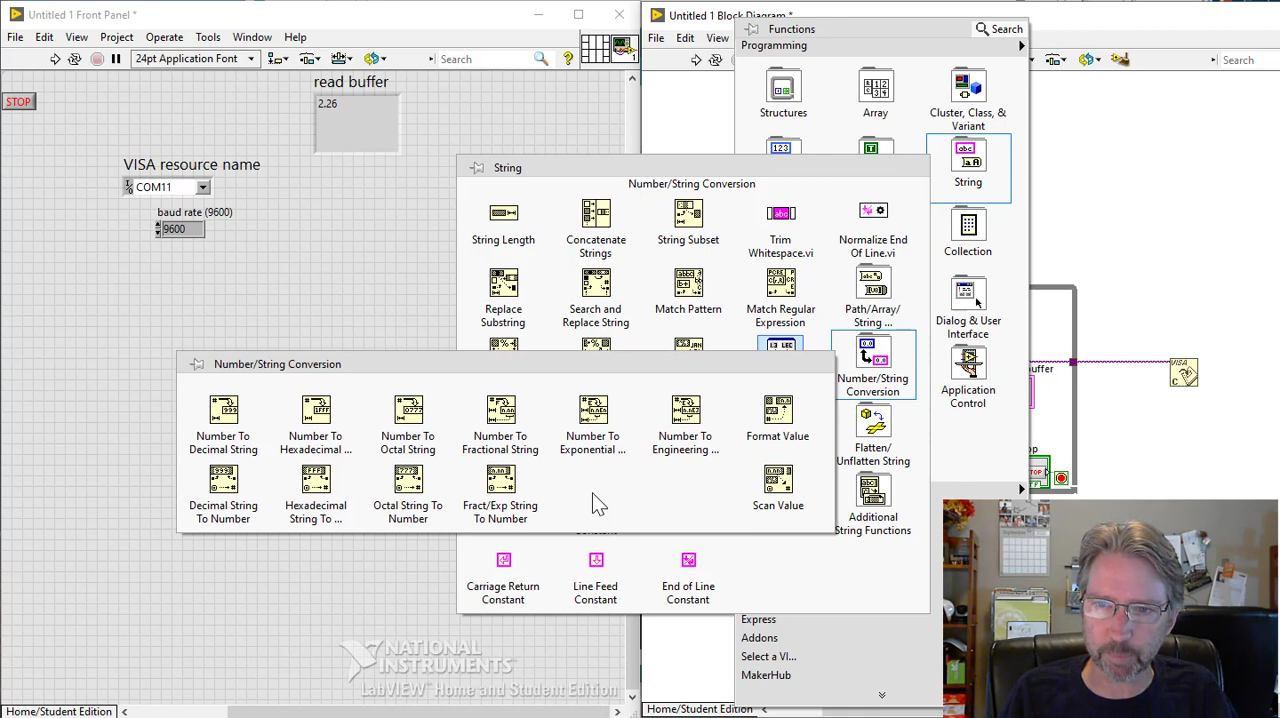 Untitled 1 Front Panel *
File Edit View Project Operate Tools Window Help
24pt Application Font
Search
STOP
read buffer
2.26
VISA resource name
COM11
baud rate (9600)
9600
NATIONAL
INSTRUMENTS
LabVIEW Home and Student Edition
Home/Student Edition
Untitled 1 Block Diagram *
File Edit View
Search
Functions
Search
Programming
Structures
Array
Cluster, Class, &
Variant
String
Collection
Dialog & User
Interface
Application
Control
Express
Addons
Select a VI...
MakerHub
String
Number/String Conversion
String Length
Concatenate
Strings
String Subset
Trim
Whitespace.vi
Normalize End
Of Line.vi
Replace
Substring
Search and
Replace String
Match Pattern
Match Regular
Expression
Path/Array/
String ...
Number/String
Conversion
Flatten/
Unflatten String
Additional
String Functions
Carriage Return
Constant
Line Feed
Constant
End of Line
Constant
Number/String Conversion
Number To
Decimal String
Number To
Hexadecimal ...
Number To
Octal String
Number To
Fractional String
Number To
Exponential ...
Number To
Engineering ...
Format Value
Decimal String
To Number
Hexadecimal
String To ...
Octal String To
Number
Fract/Exp String
To Number
Scan Value
VISA
C
Home/Student Edition